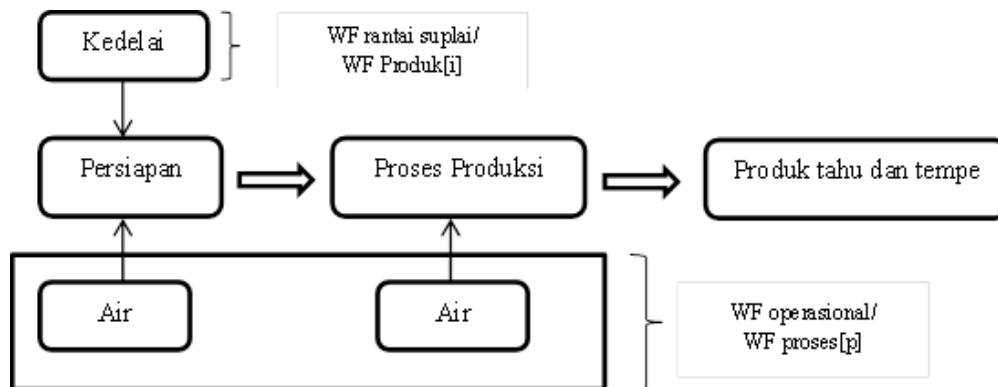 Kedelai
WF rantai suplai/
WF Produk[i]
Persiapan
Proses Produksi
Produk tahu dan tempe
Air
Air
WF operasional/
WF proses[p]